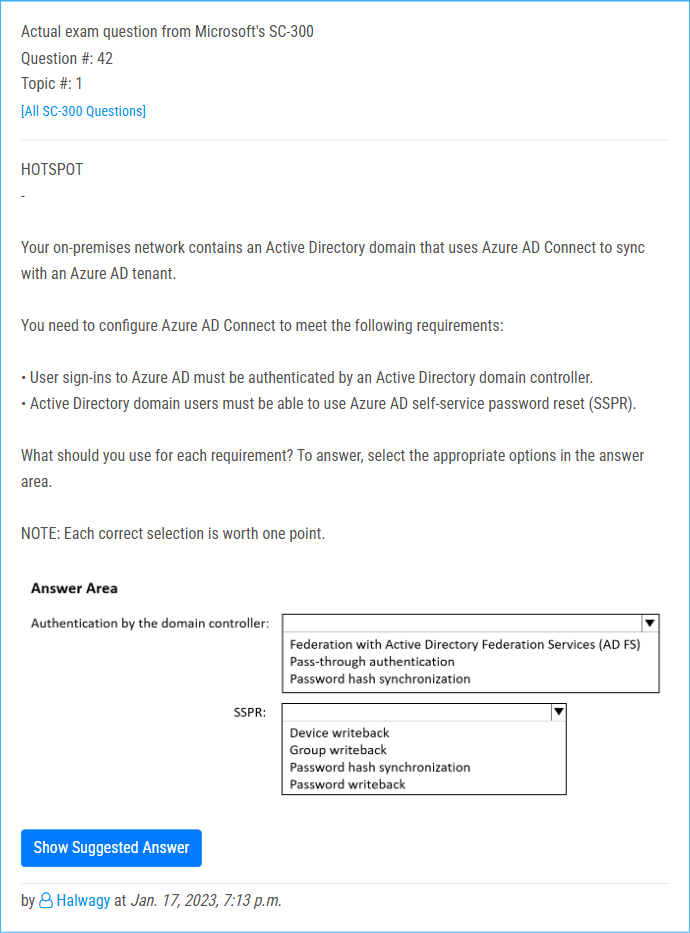 Actual exam question from Microsoft's SC-300
Question #: 42
Topic #: 1
[All SC-300 Questions]
HOTSPOT
-
Your on-premises network contains an Active Directory domain that uses Azure AD Connect to sync
with an Azure AD tenant.
You need to configure Azure AD Connect to meet the following requirements:
• User sign-ins to Azure AD must be authenticated by an Active Directory domain controller.
• Active Directory domain users must be able to use Azure AD self-service password reset (SSPR).
What should you use for each requirement? To answer, select the appropriate options in the answer
area.
NOTE: Each correct selection is worth one point.
Answer Area
Authentication by the domain controller:
Federation with Active Directory Federation Services (AD FS)
Pass-through authentication
Password hash synchronization
SSPR:
Device writeback
Group writeback
Password hash synchronization
Password writeback
Show Suggested Answer
by Halwagy at Jan. 17, 2023, 7:13 p.m.